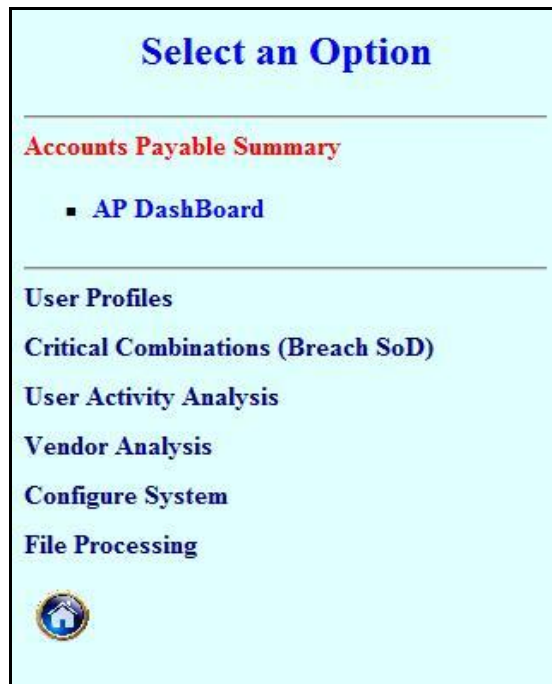 Select an Option
Accounts Payable Summary
AP DashBoard
User Profiles
Critical Combinations (Breach SoD)
User Activity Analysis
Vendor Analysis
Configure System
File Processing